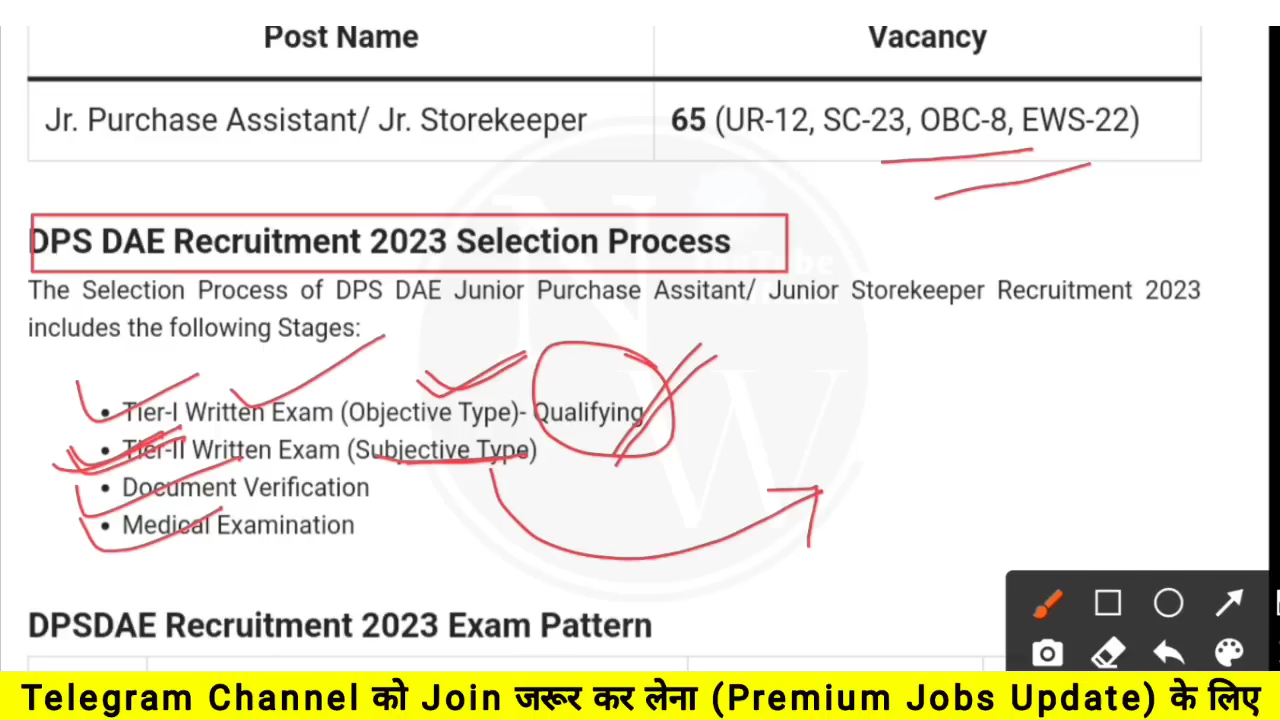 Post Name Vacancy
Jr. Purchase Assistant/ Jr. Storekeeper 65 (UR-12, SC-23, OBC-8, EWS-22)
DPS DAE Recruitment 2023 Selection Process
The Selection Process of DPS DAE Junior Purchase Assitant/ Junior Storekeeper Recruitment 2023
includes the following Stages:
• Tier-I Written Exam (Objective Type)- Qualifying
• Tier-II Written Exam (Subjective Type)
• Document Verification
• Medical Examination
NW
DPSDAE Recruitment 2023 Exam Pattern
Telegram Channel को Join जरूर कर लेना (Premium Jobs Update) के लिए